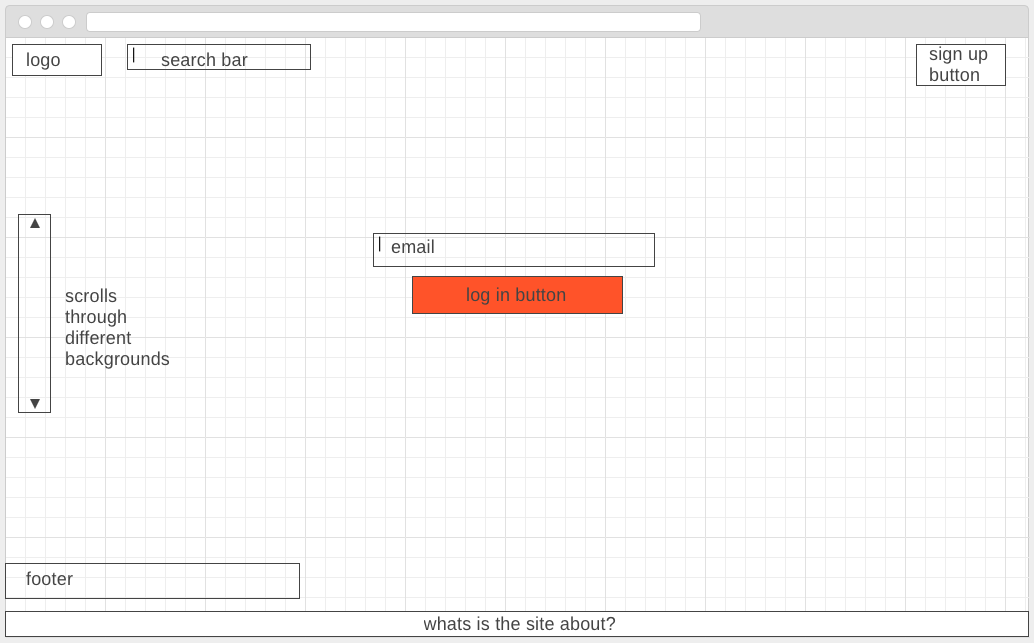 logo
search bar
sign up
button
email
log in button
scrolls
through
different
backgrounds
footer
whats is the site about?